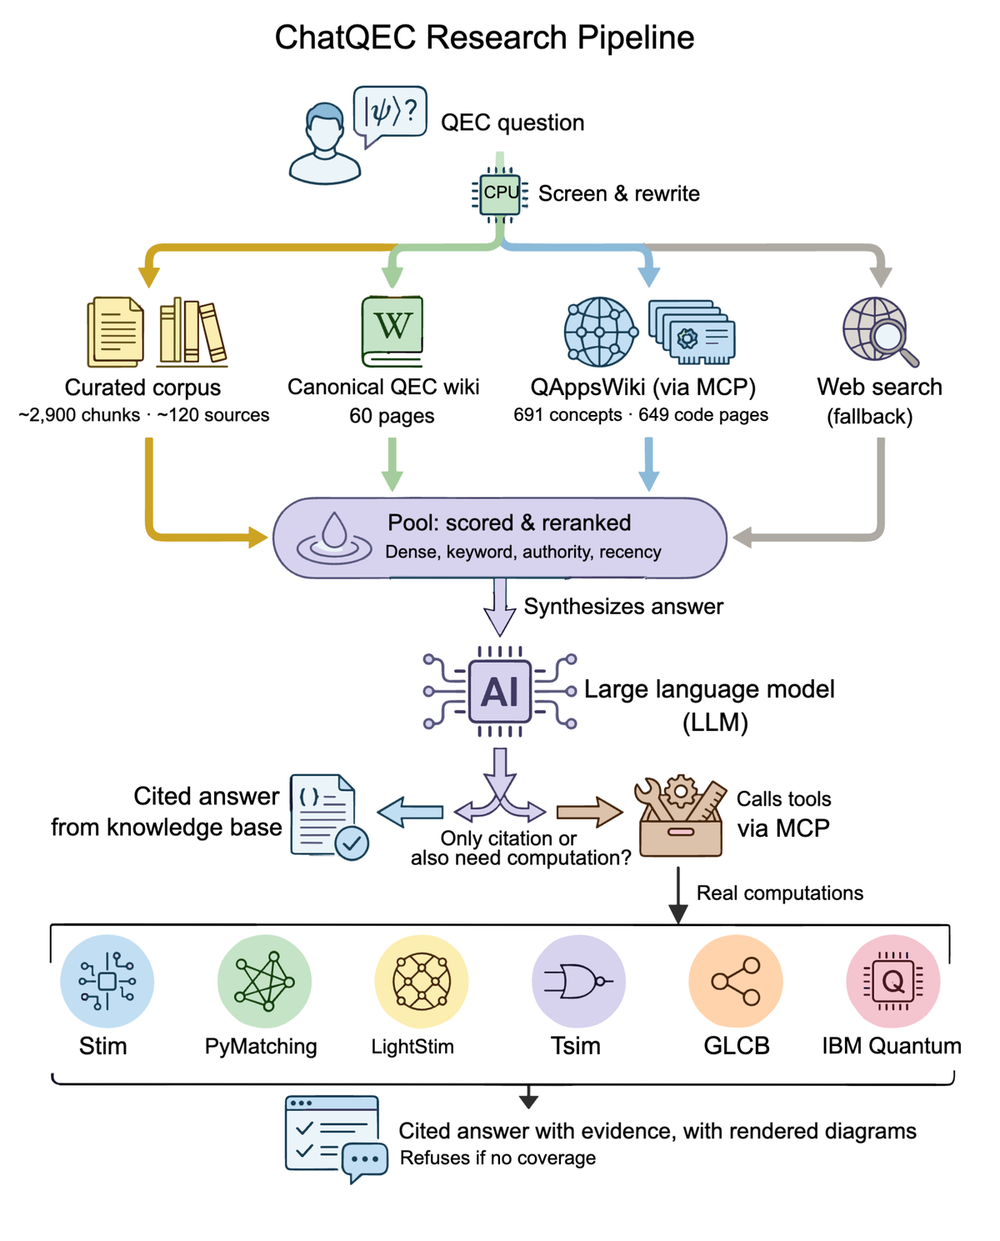 ChatQEC Research Pipeline
|ψ⟩?
QEC question
CPU
Screen & rewrite
W
Curated corpus
~2,900 chunks · ~120 sources
Canonical QEC wiki
60 pages
QAppsWiki (via MCP)
691 concepts · 649 code pages
Web search
(fallback)
Pool: scored & reranked
Dense, keyword, authority, recency
Synthesizes answer
AI
Large language model
(LLM)
Cited answer
from knowledge base
{ }
Only citation or
also need computation?
Calls tools
via MCP
Real computations
Q
Stim
PyMatching
LightStim
Tsim
GLCB
IBM Quantum
Cited answer with evidence, with rendered diagrams
Refuses if no coverage